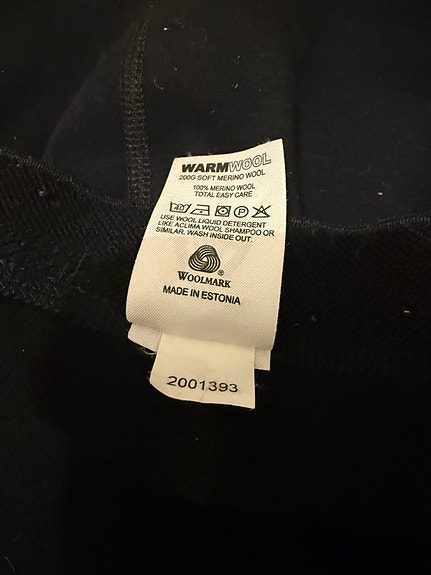 WARMWOOL
200G SOFT MERINO WOOL
100% MERINO WOOL
TOTAL EASY CARE
40 P
USE WOOL LIQUID DETERGENT
LIKE ACLIMA WOOL SHAMPOO OR
SIMILAR. WASH INSIDE OUT.
WOOLMARK
MADE IN ESTONIA
2001393